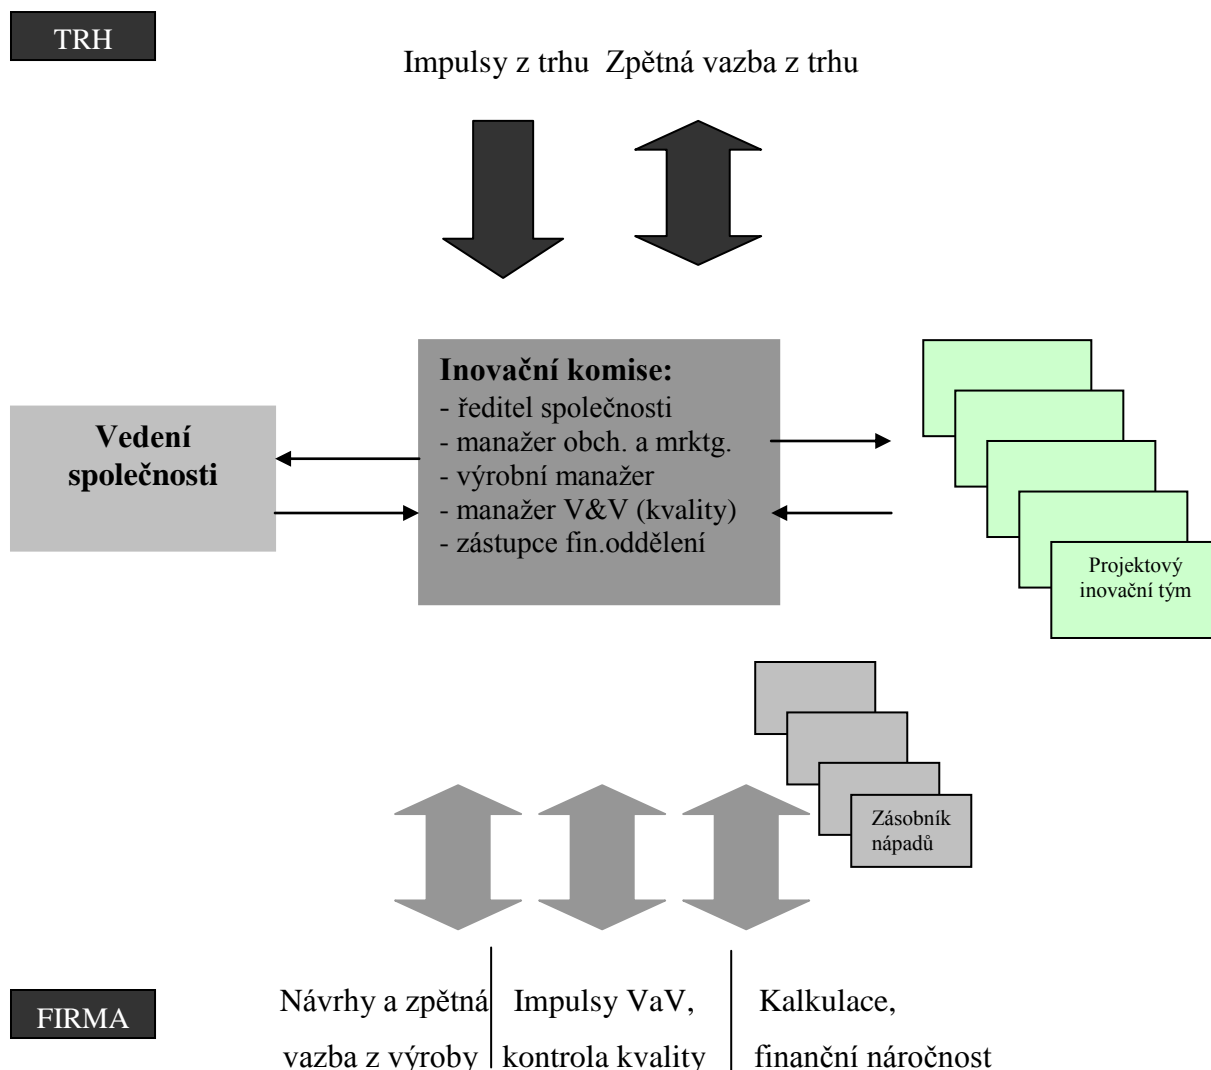 TRH
Impulsy z trhu Zpětná vazba z trhu
Inovační komise:
- ředitel společnosti
- manažer obch. a mrktg.
- výrobní manažer
- manažer V&V (kvality)
- zástupce fin.oddělení
Vedení
společnosti
Projektový
inovační tým
Zásobník
nápadů
FIRMA
Návrhy a zpětná
vazba z výroby
Impulsy VaV,
kontrola kvality
Kalkulace,
finanční náročnost